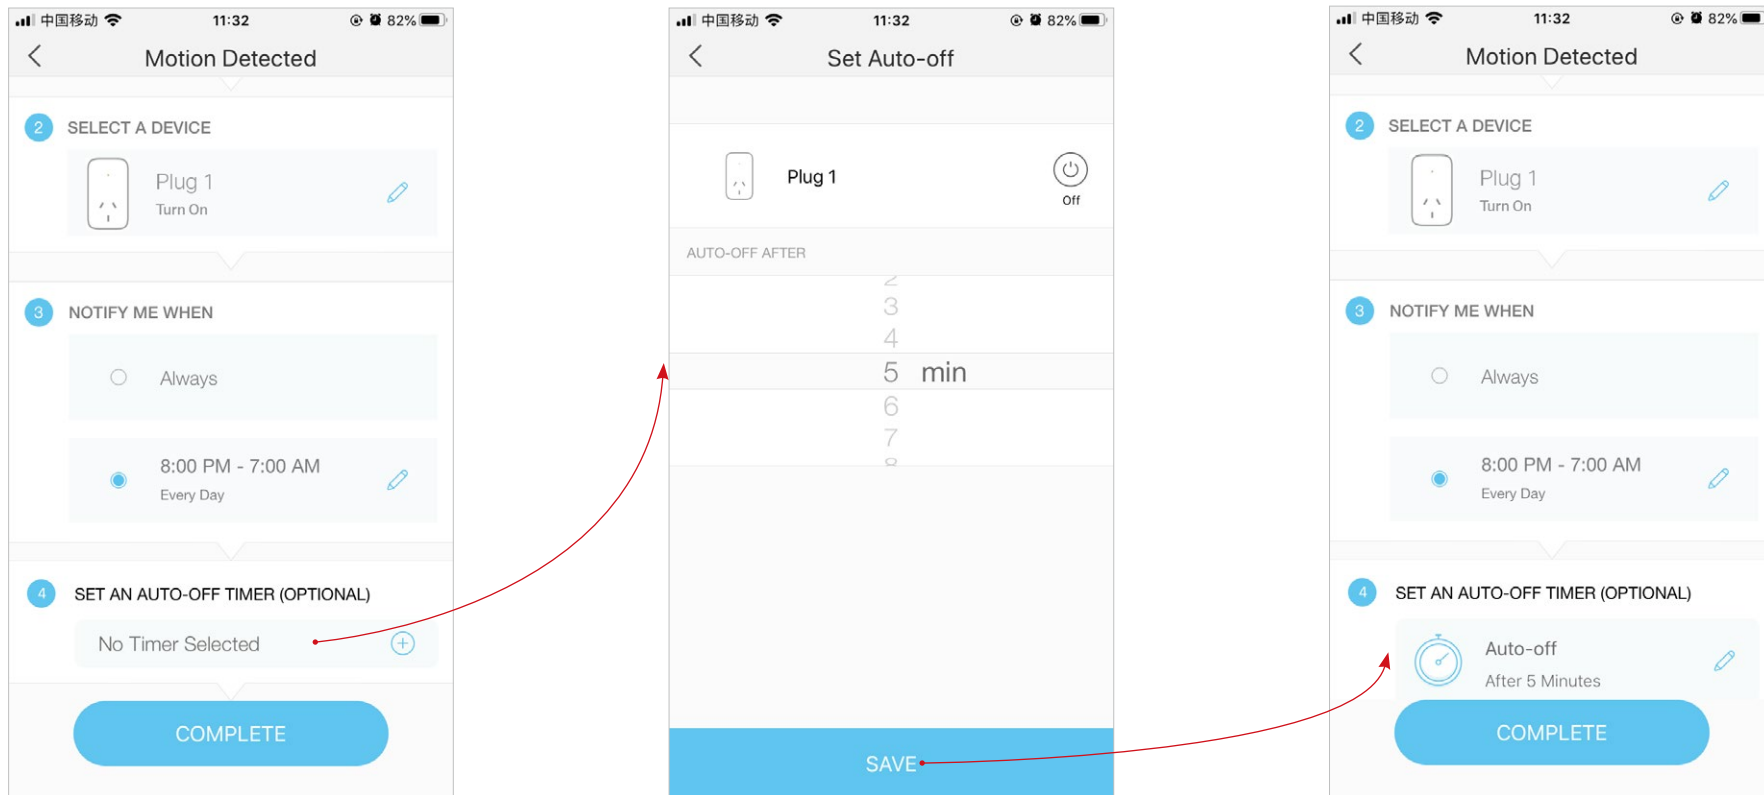 中国移动 11:32 82%
Motion Detected
2 SELECT A DEVICE
Plug 1
Turn On
3 NOTIFY ME WHEN
Always
8:00 PM - 7:00 AM
Every Day
4 SET AN AUTO-OFF TIMER (OPTIONAL)
No Timer Selected
COMPLETE
中国移动 11:32 82%
Set Auto-off
Plug 1
Off
AUTO-OFF AFTER
2
3
4
5 min
6
7
8
SAVE
中国移动 11:32 82%
Motion Detected
2 SELECT A DEVICE
Plug 1
Turn On
3 NOTIFY ME WHEN
Always
8:00 PM - 7:00 AM
Every Day
4 SET AN AUTO-OFF TIMER (OPTIONAL)
Auto-off
After 5 Minutes
COMPLETE